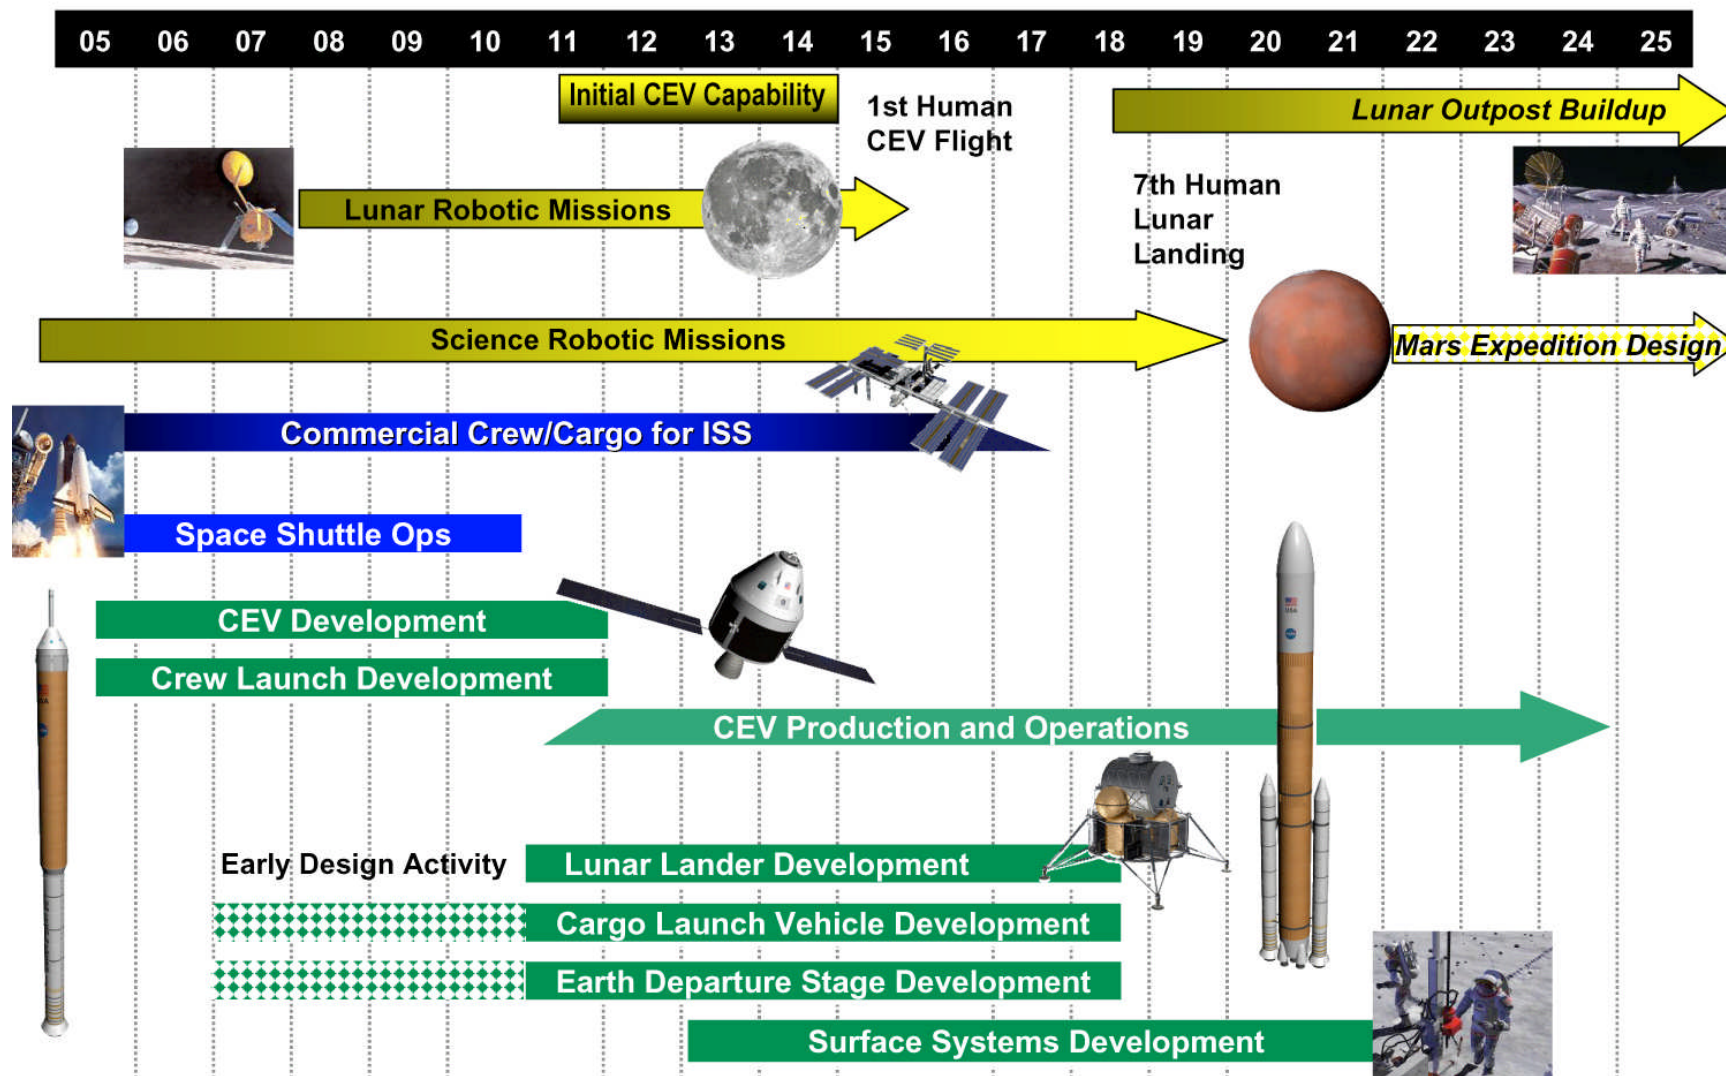 05 06 07 08 09 10 11 12 13 14 15 16 17 18 19 20 21 22 23 24 25
Initial CEV Capability
1st Human
CEV Flight
Lunar Outpost Buildup
Lunar Robotic Missions
7th Human
Lunar
Landing
Science Robotic Missions
Mars Expedition Design
Commercial Crew/Cargo for ISS
Space Shuttle Ops
CEV Development
Crew Launch Development
CEV Production and Operations
Early Design Activity
Lunar Lander Development
Cargo Launch Vehicle Development
Earth Departure Stage Development
Surface Systems Development
USA